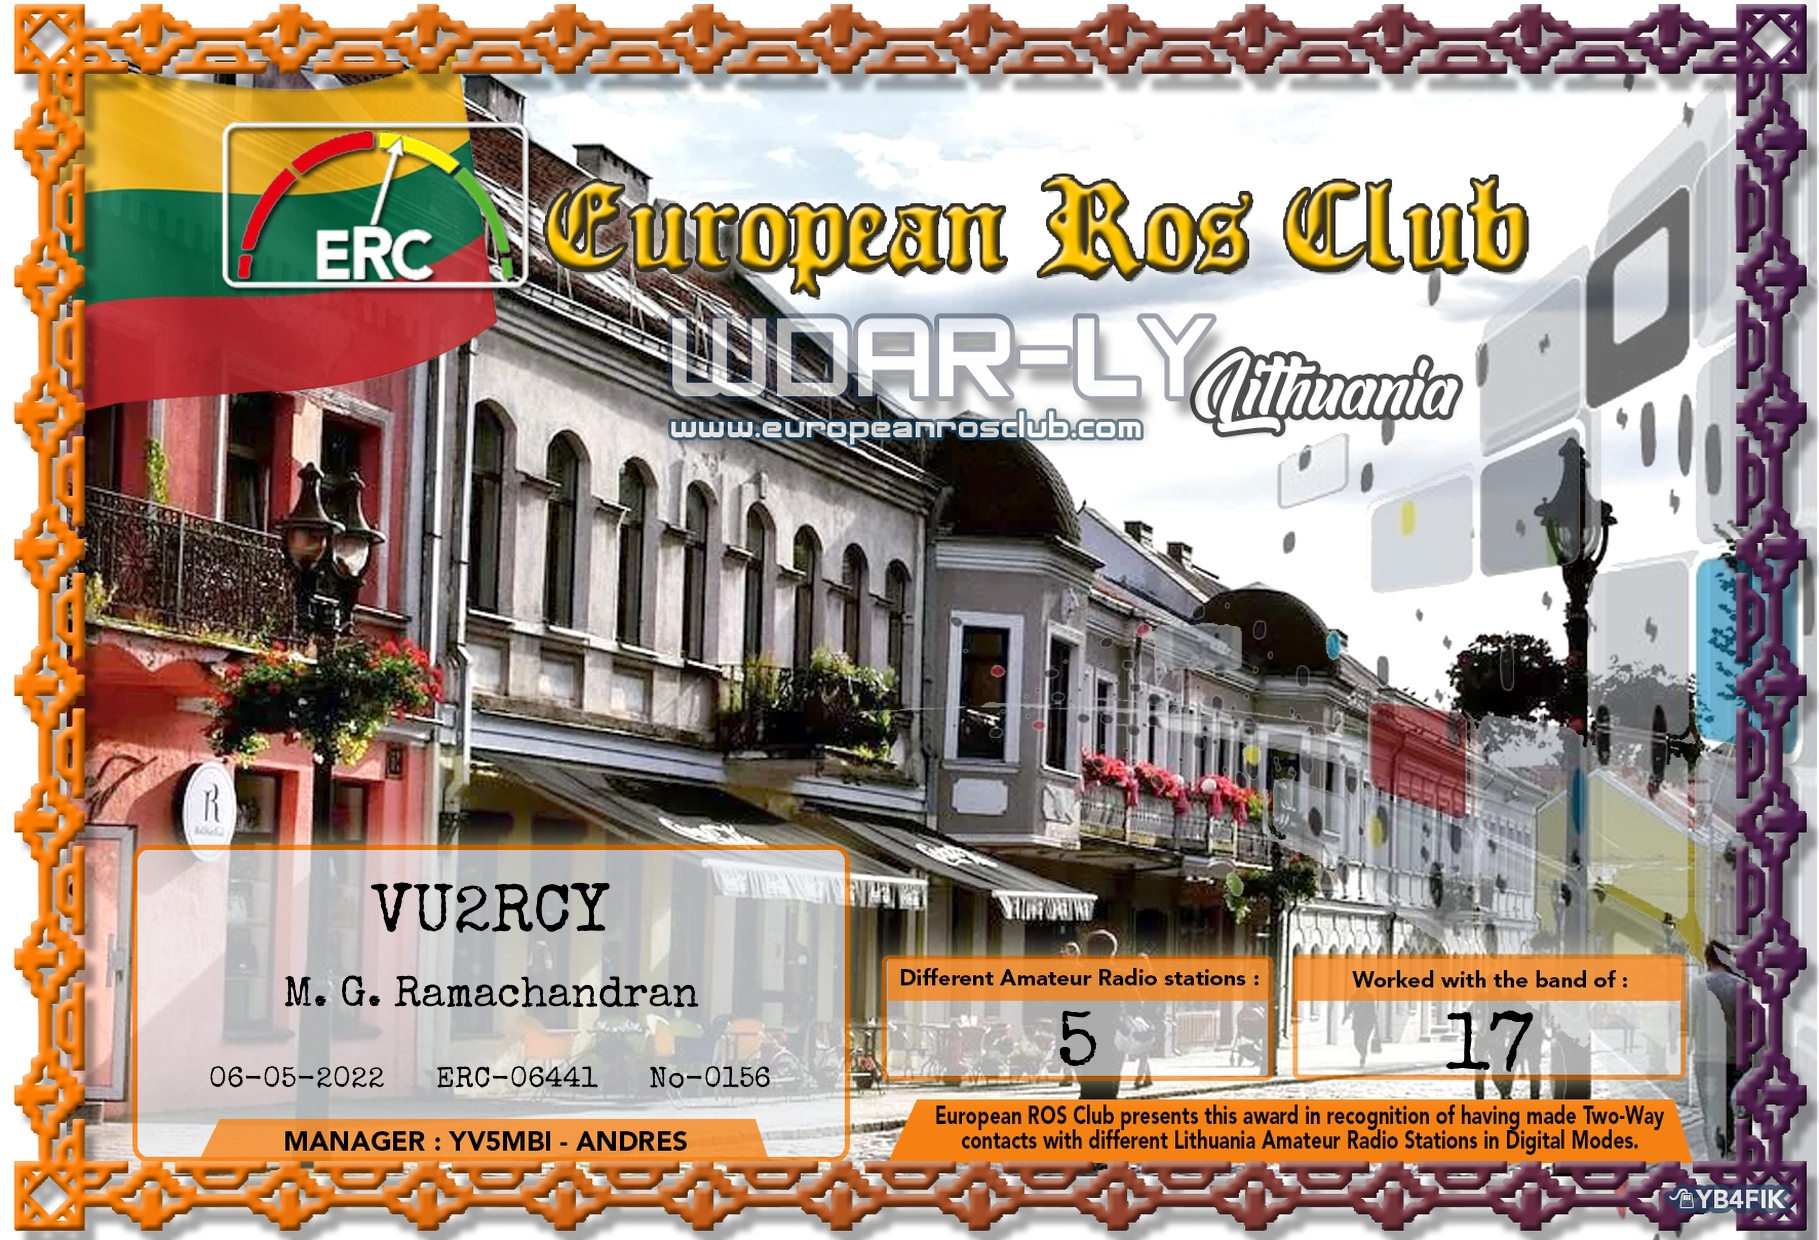 ERC
European Ros Club
WDAR-LY
Lithuania
www.europeanrosclub.com
R
VU2RCY
M. G. Ramachandran
06-05-2022 ERC-06441 No-0156
MANAGER : YV5MBI - ANDRES
Different Amateur Radio stations :
5
Worked with the band of :
17
European ROS Club presents this award in recognition of having made Two-Way
contacts with different Lithuania Amateur Radio Stations in Digital Modes.
YB4FIK